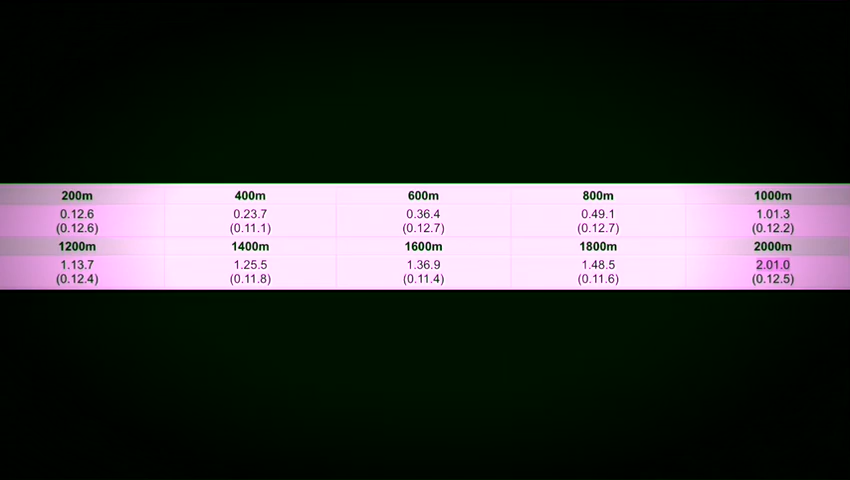 200m 400m 600m 800m 1000m
0.12.6 0.23.7 0.36.4 0.49.1 1.01.3
(0.12.6) (0.11.1) (0.12.7) (0.12.7) (0.12.2)
1200m 1400m 1600m 1800m 2000m
1.13.7 1.25.5 1.36.9 1.48.5 2.01.0
(0.12.4) (0.11.8) (0.11.4) (0.11.6) (0.12.5)